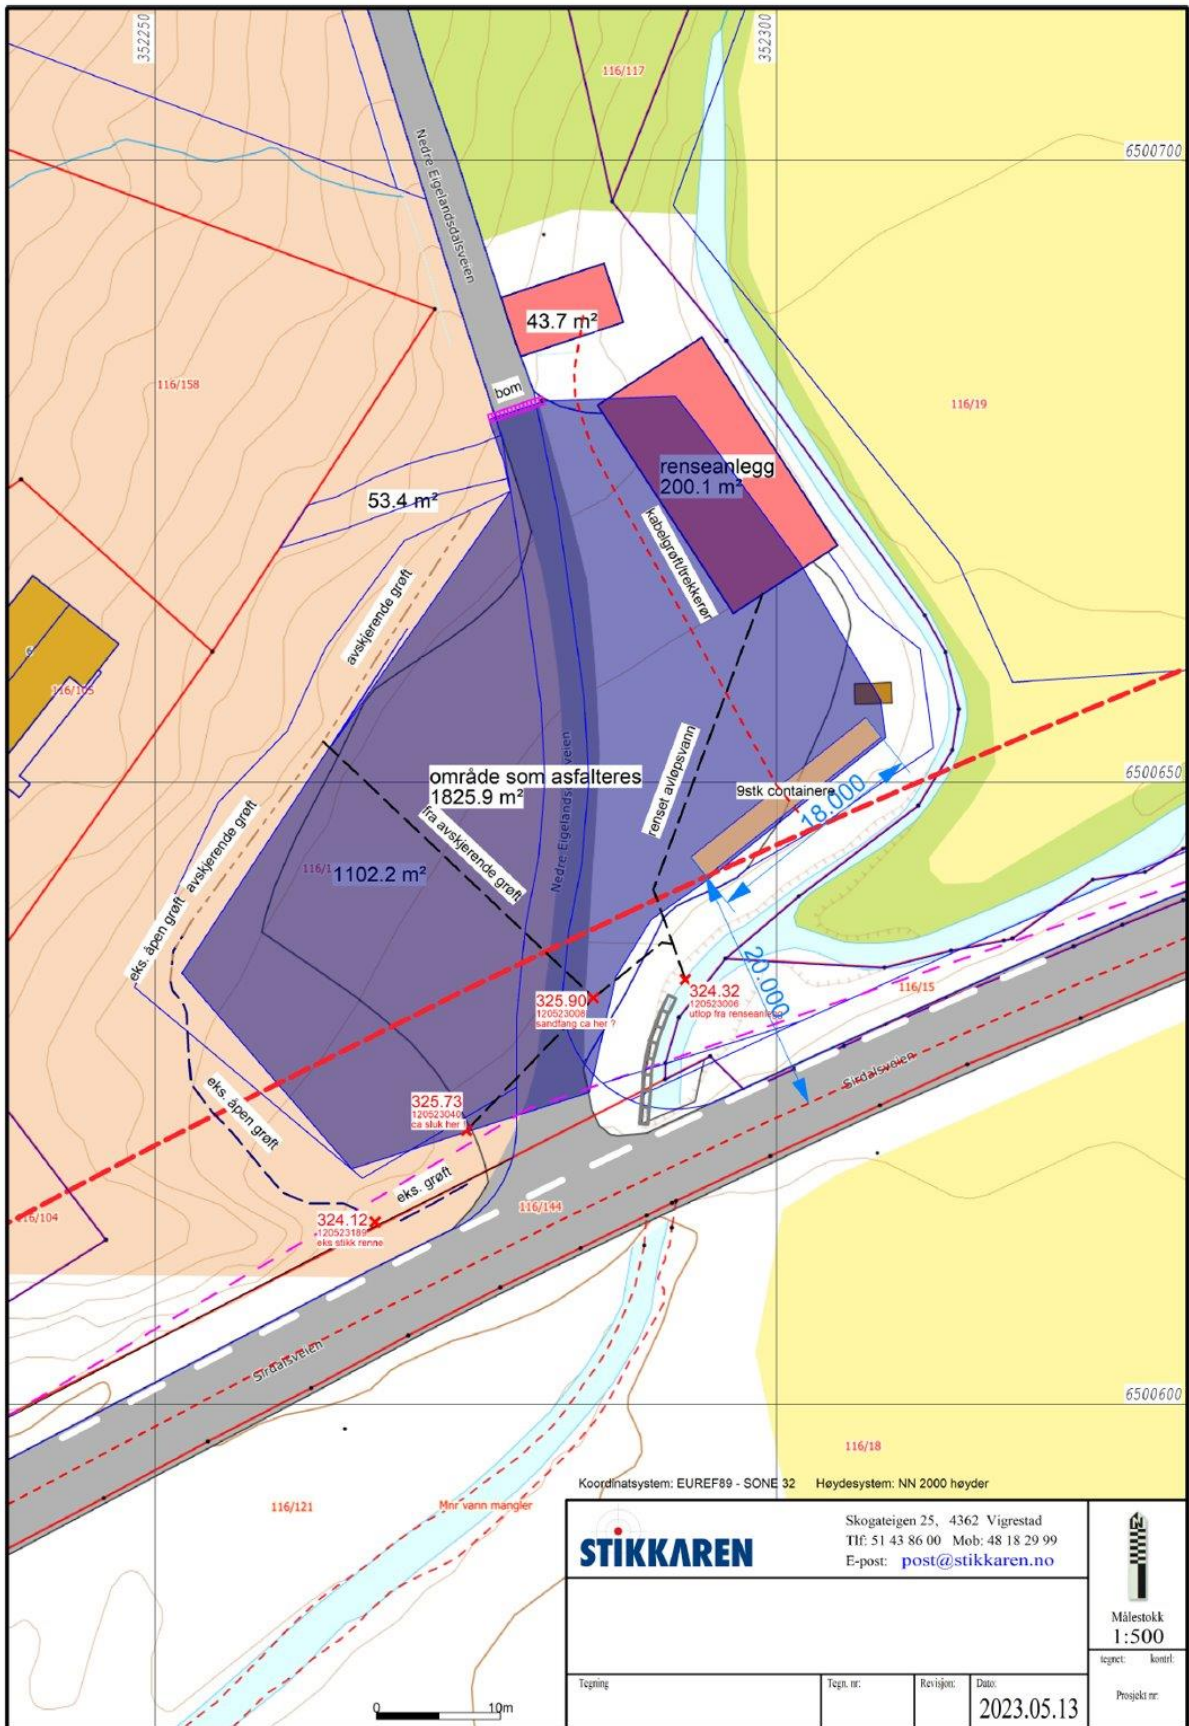 352250
352300
116/117
6500700
Nedre Eigelandsdalsveien
43.7 m²
116/158
bom
116/19
53.4 m²
renseanlegg
200.1 m²
kabelgrøft/trekkerør
avskjerende grøft
116/105
område som asfalteres
1825.9 m²
6500650
9stk containere
18.000
renset avløpsvann
fra avskjerende grøft
Nedre Eigelandsdalsveien
avskjerende grøft
1102.2 m²
eks. åpen grøft
325.90
120523008
sandfang ca her ?
324.32
120523006
utlop fra renseanlegg
20.000
116/15
Sirdalsveien
325.73
120523040
ca sluk her !
eks. åpen grøft
eks. grøft
116/144
116/104
324.12
120523189
eks stikk renne
Sirdalsveien
6500600
116/18
116/121
Mnr vann mangler
Koordinatsystem: EUREF89 - SONE 32 Høydesystem: NN 2000 høyder
STIKKAREN
Skogateigen 25, 4362 Vigrestad
Tlf: 51 43 86 00 Mob: 48 18 29 99
E-post: post@stikkaren.no
N
Målestokk
1:500
tegnet: kontrl:
Prosjekt nr:
Tegning
Tegn. nr:
Revisjon:
Dato:
2023.05.13
0 10m